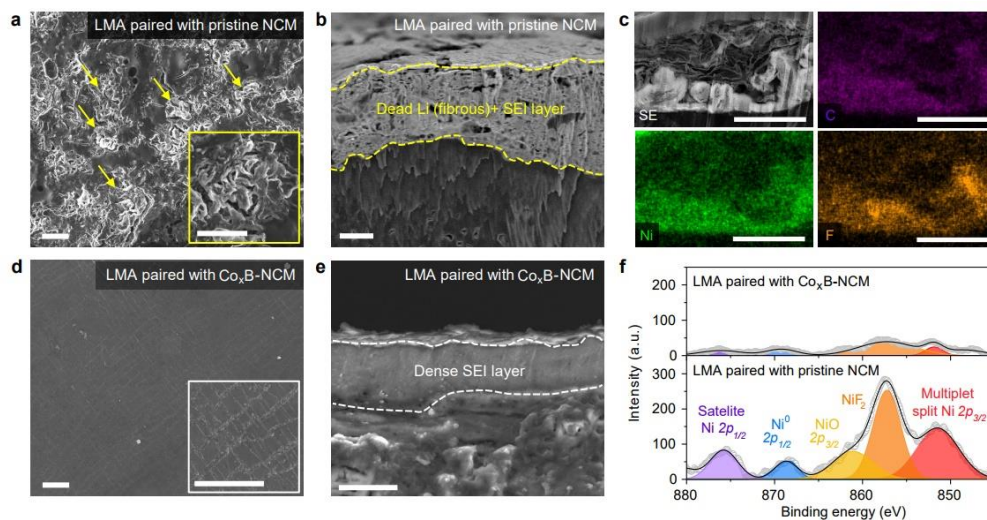 a
LMA paired with pristine NCM
b
LMA paired with pristine NCM
Dead Li (fibrous)+ SEI layer
c
SE
C
Ni
F
d
LMA paired with CoxB-NCM
e
LMA paired with CoxB-NCM
Dense SEI layer
f
LMA paired with CoxB-NCM
200
100
0
LMA paired with pristine NCM
300
200
100
0
Satelite
Ni 2p1/2
Ni0
2p1/2
NiO
2p3/2
NiF2
Multiplet
split Ni 2p3/2
Intensity (a.u.)
880
870
860
850
Binding energy (eV)